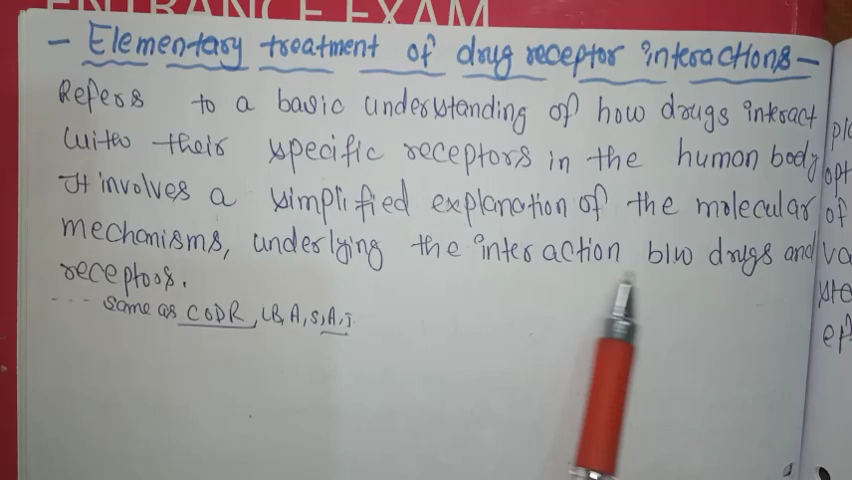 ENTRANCE EXAM
- Elementary treatment of drug receptor interactions -
Refers to a basic understanding of how drugs interact
with their specific receptors in the human body
It involves a simplified explanation of the molecular
mechanisms, underlying the interaction b/w drugs and
receptors.
... same as CODR, LB, A, S, A, I
of